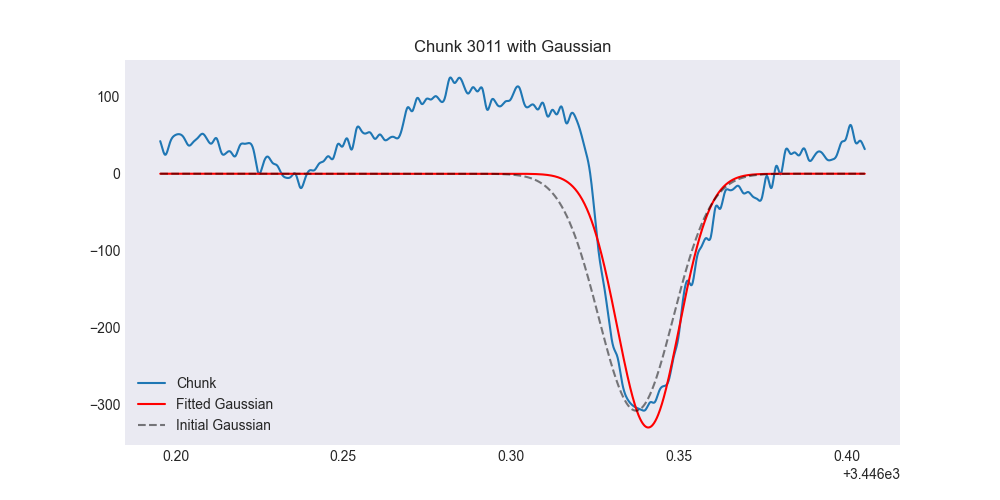 Chunk 3011 with Gaussian
100
0
−100
−200
−300
Chunk
Fitted Gaussian
Initial Gaussian
0.20 0.25 0.30 0.35 0.40
+3.446e3